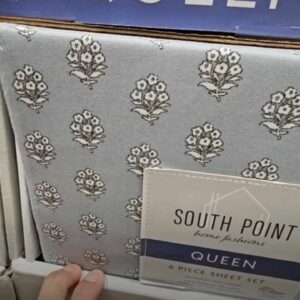 SOUTH POINT
home fashions
QUEEN
6 PIECE SHEET SET